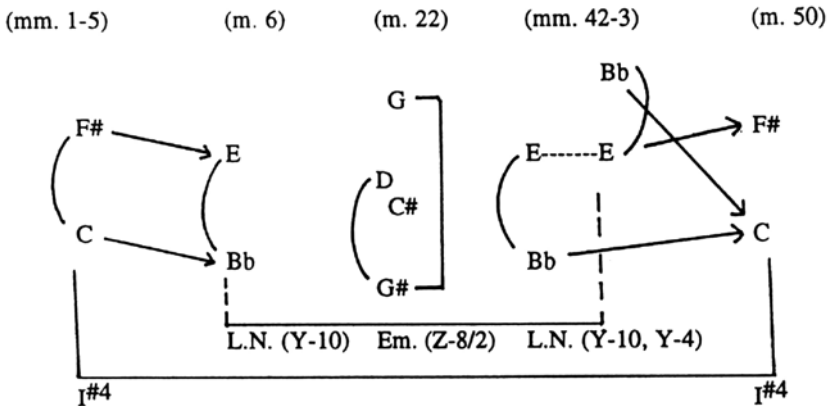 (mm. 1-5) (m. 6) (m. 22) (mm. 42-3) (m. 50)
Bb
G
F# F#
E E E
D
C#
C C
Bb Bb
G#
L.N. (Y-10) Em. (Z-8/2) L.N. (Y-10, Y-4)
I#4 I#4